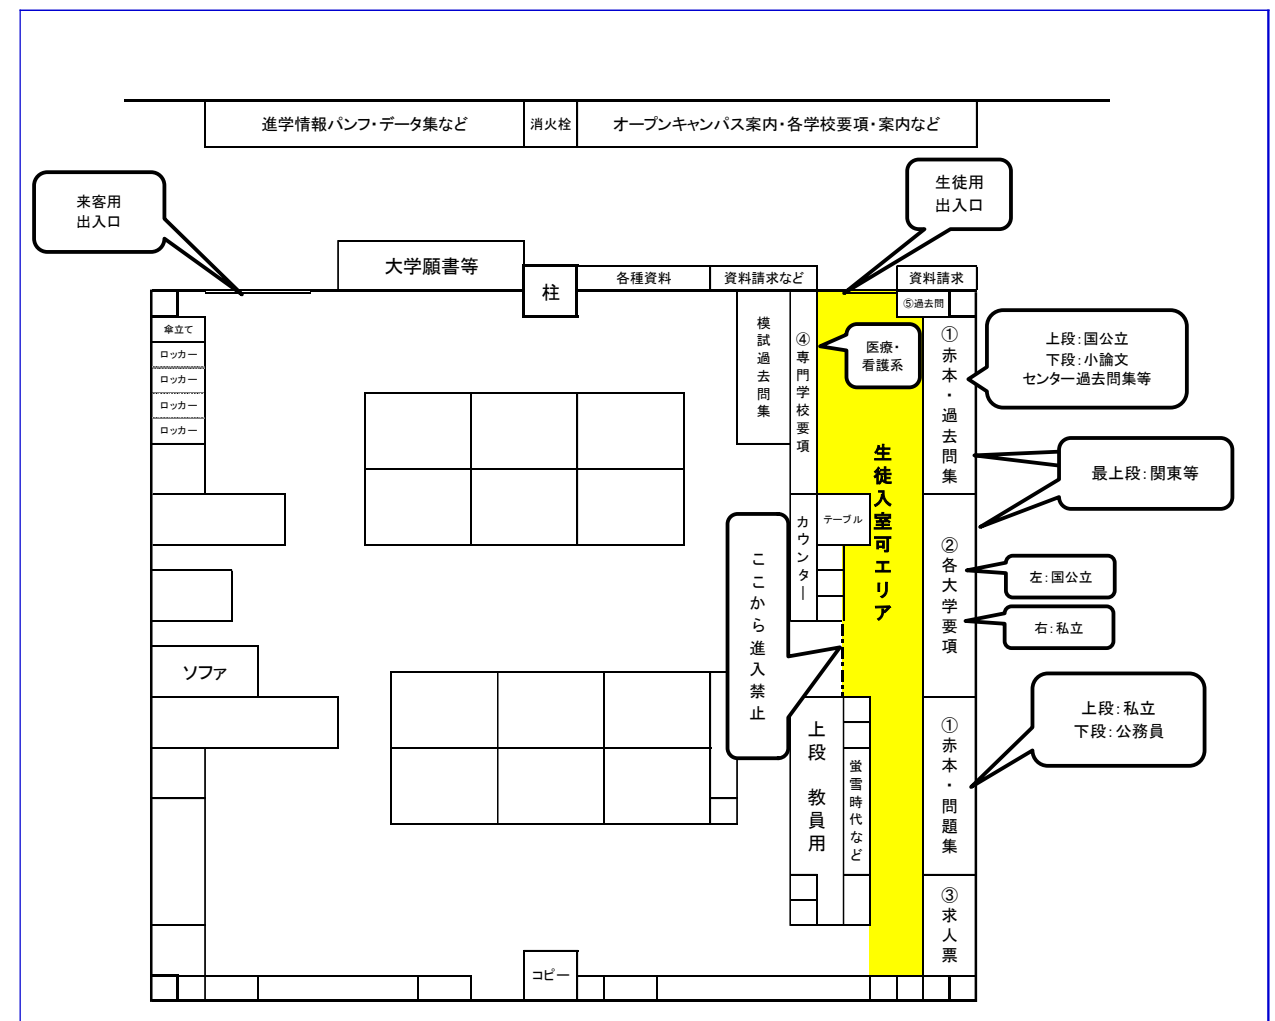 進学情報パンフ・データ集など
消火栓
オープンキャンパス案内・各学校要項・案内など
来客用
出入口
生徒用
出入口
大学願書等
柱
各種資料
資料請求など
資料請求
⑤過去問
傘立て
ロッカー
ロッカー
ロッカー
ロッカー
模試過去問集
④専門学校要項
医療・
看護系
①赤本・過去問集
上段:国公立
下段:小論文
センター過去問集等
最上段:関東等
生徒入室可エリア
カウンター
テーブル
ここから進入禁止
②各大学要項
左:国公立
右:私立
ソファ
上段:私立
下段:公務員
①赤本・問題集
上段 教員用
蛍雪時代など
③求人票
コピー